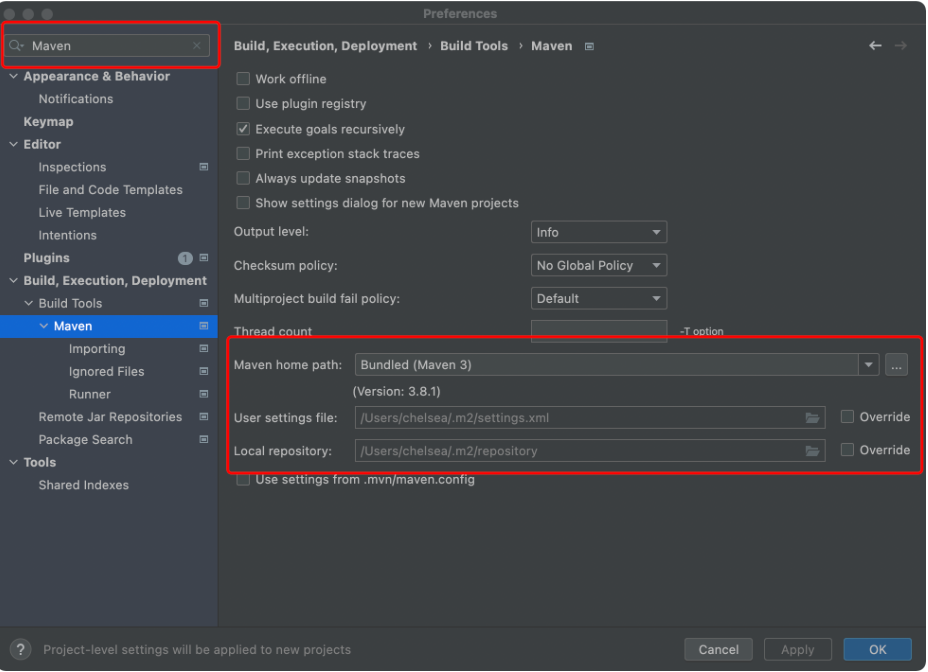 Preferences
Maven
Appearance & Behavior
Notifications
Keymap
Editor
Inspections
File and Code Templates
Live Templates
Intentions
Plugins 1
Build, Execution, Deployment
Build Tools
Maven
Importing
Ignored Files
Runner
Remote Jar Repositories
Package Search
Tools
Shared Indexes
Build, Execution, Deployment › Build Tools › Maven
Work offline
Use plugin registry
Execute goals recursively
Print exception stack traces
Always update snapshots
Show settings dialog for new Maven projects
Output level: Info
Checksum policy: No Global Policy
Multiproject build fail policy: Default
Thread count -T option
Maven home path: Bundled (Maven 3) ...
(Version: 3.8.1)
User settings file: /Users/chelsea/.m2/settings.xml Override
Local repository: /Users/chelsea/.m2/repository Override
Use settings from .mvn/maven.config
? Project-level settings will be applied to new projects
Cancel Apply OK